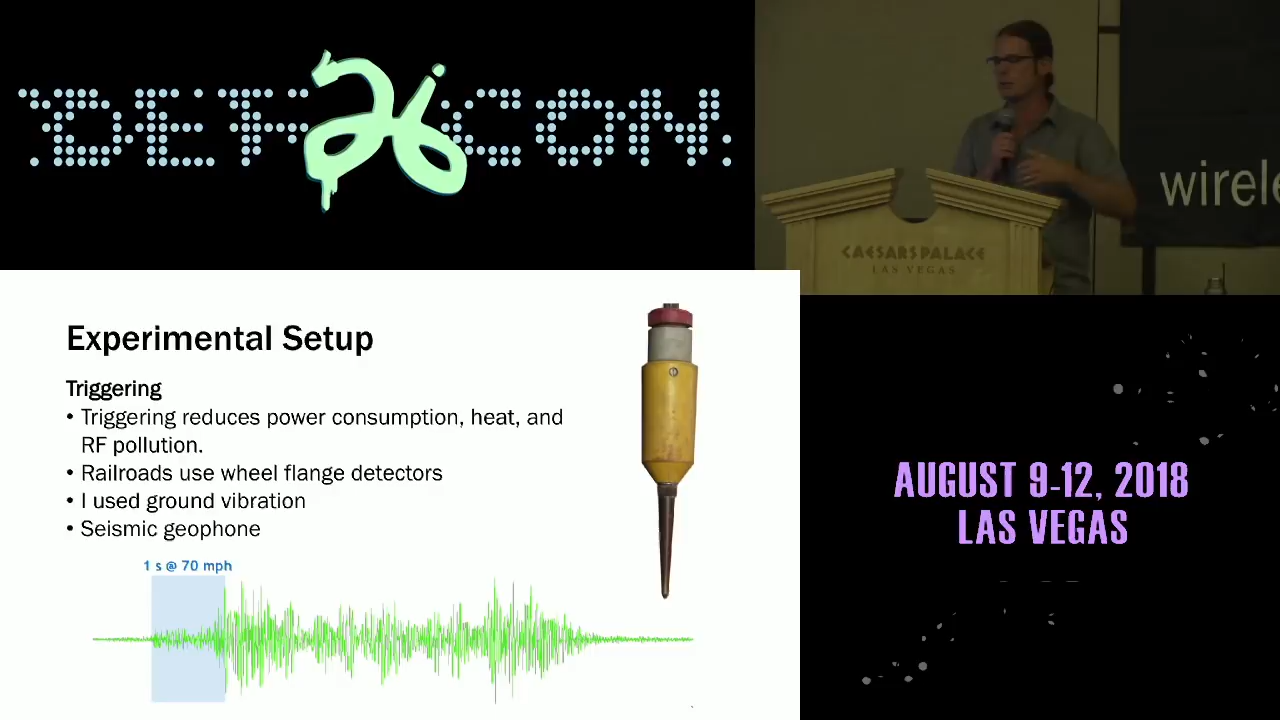 DEF CON
26
wirele
CAESARS PALACE
LAS VEGAS
Experimental Setup
Triggering
• Triggering reduces power consumption, heat, and
RF pollution.
• Railroads use wheel flange detectors
• I used ground vibration
• Seismic geophone
1 s @ 70 mph
AUGUST 9-12, 2018
LAS VEGAS